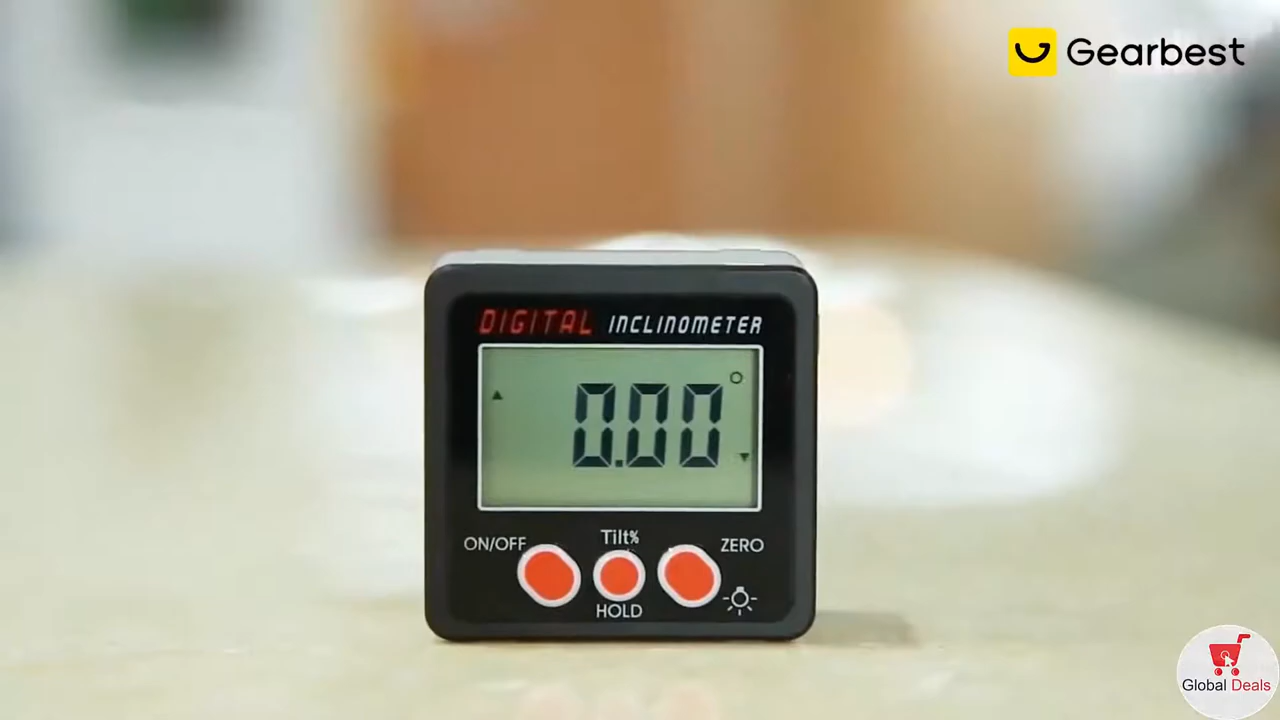 Gearbest
DIGITAL INCLINOMETER
0.00
ON/OFF
Tilt%
ZERO
HOLD
Global Deals